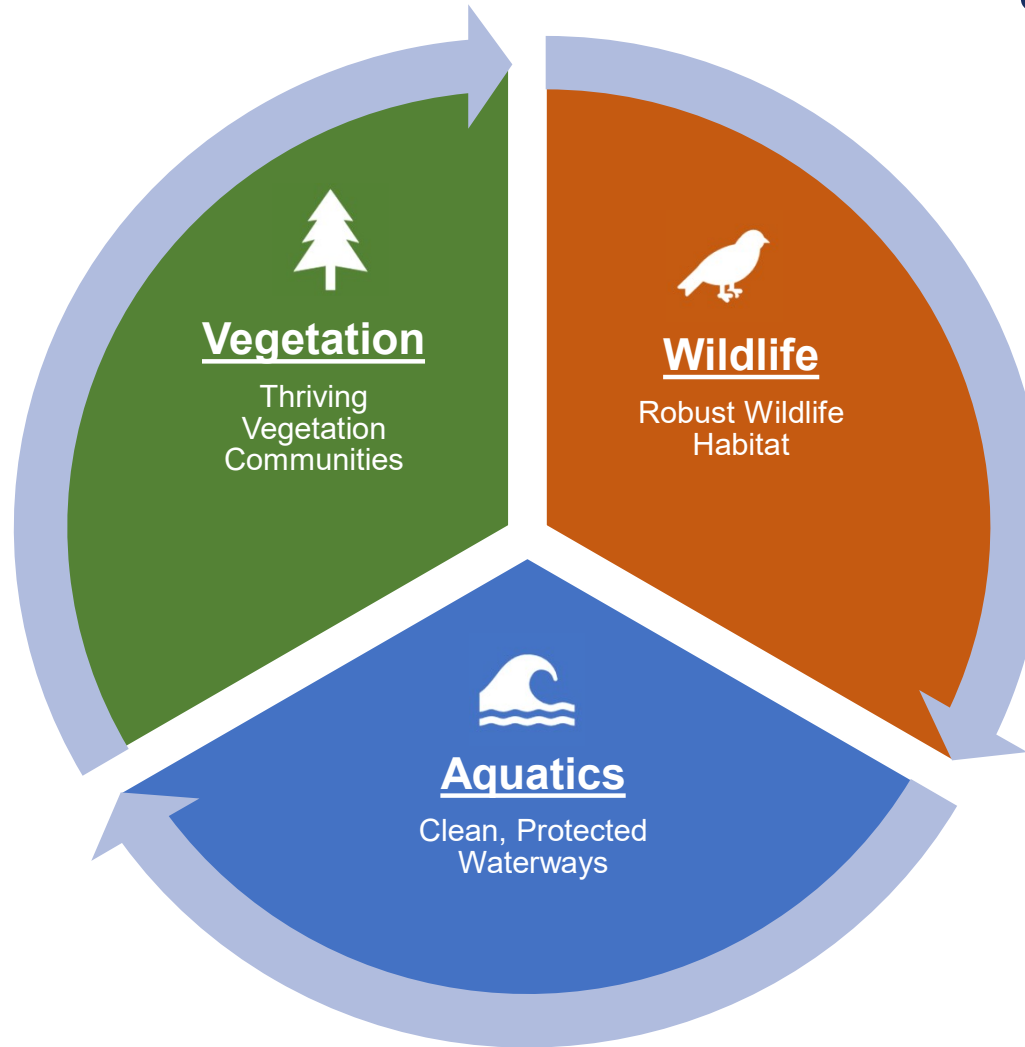 Vegetation
Thriving
Vegetation
Communities
Wildlife
Robust Wildlife
Habitat
Aquatics
Clean, Protected
Waterways